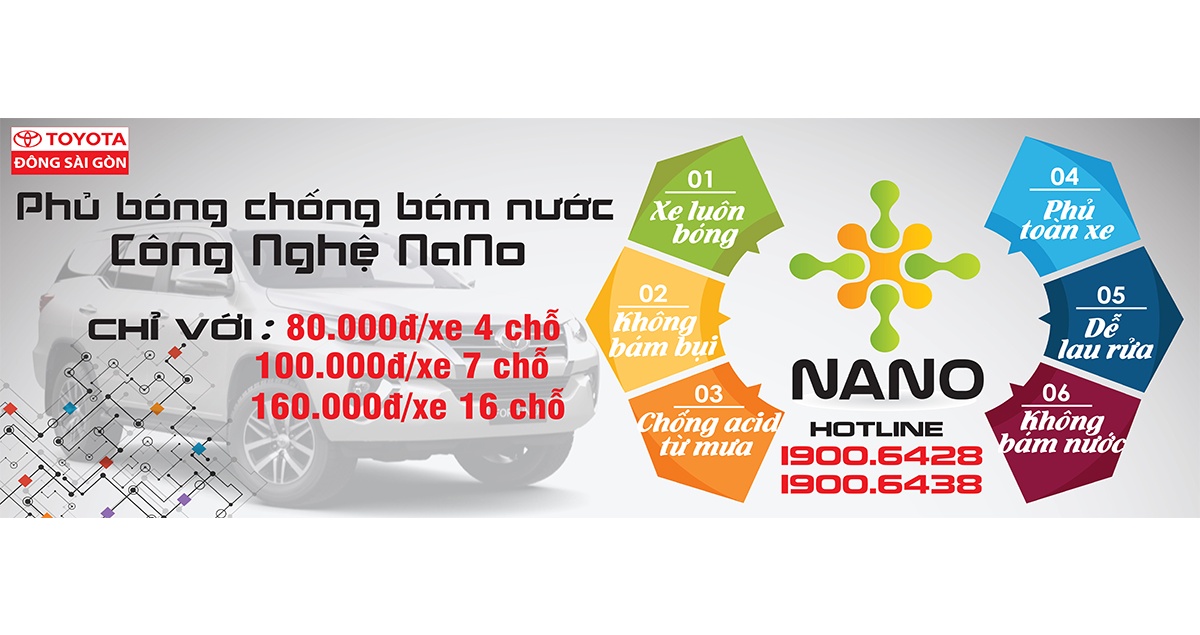 TOYOTA
ĐÔNG SÀI GÒN
Phủ bóng chống bám nước
Công Nghệ NaNo
CHỈ VỚI : 80.000đ/xe 4 chỗ
100.000đ/xe 7 chỗ
160.000đ/xe 16 chỗ
01
Xe luôn
bóng
02
Không
bám bụi
03
Chống acid
từ mưa
NANO
HOTLINE
1900.6428
1900.6438
04
Phủ
toàn xe
05
Dễ
lau rửa
06
Không
bám nước